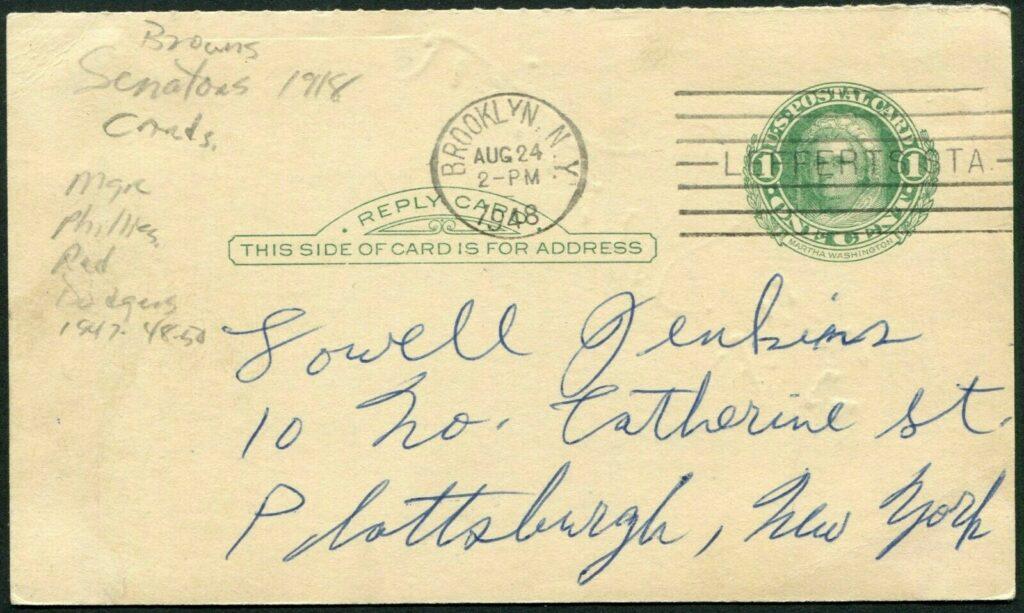 Browns
Senators 1918
Cards.
Mgr
Phillies
Red
Dodgers
1947-48-50
BROOKLYN, N.Y.
AUG 24
2-PM
1948
REPLY CARD
THIS SIDE OF CARD IS FOR ADDRESS
LEFFERTS STA.
U.S. POSTAL CARD
1 1
ONE CENT
MARTHA WASHINGTON
Lowell Jenkins
10 No. Catherine St.
Plattsburgh, New York